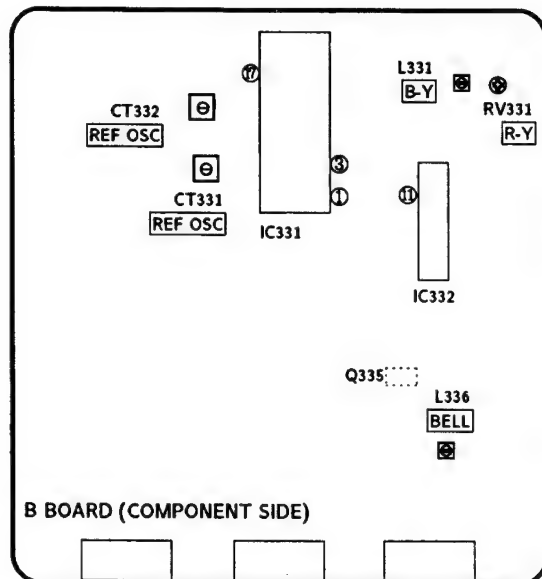 ⑰
L331
B-Y
RV331
R-Y
CT332
REF OSC
③
CT331
①
⑪
REF OSC
IC331
IC332
Q335
L336
BELL
B BOARD (COMPONENT SIDE)